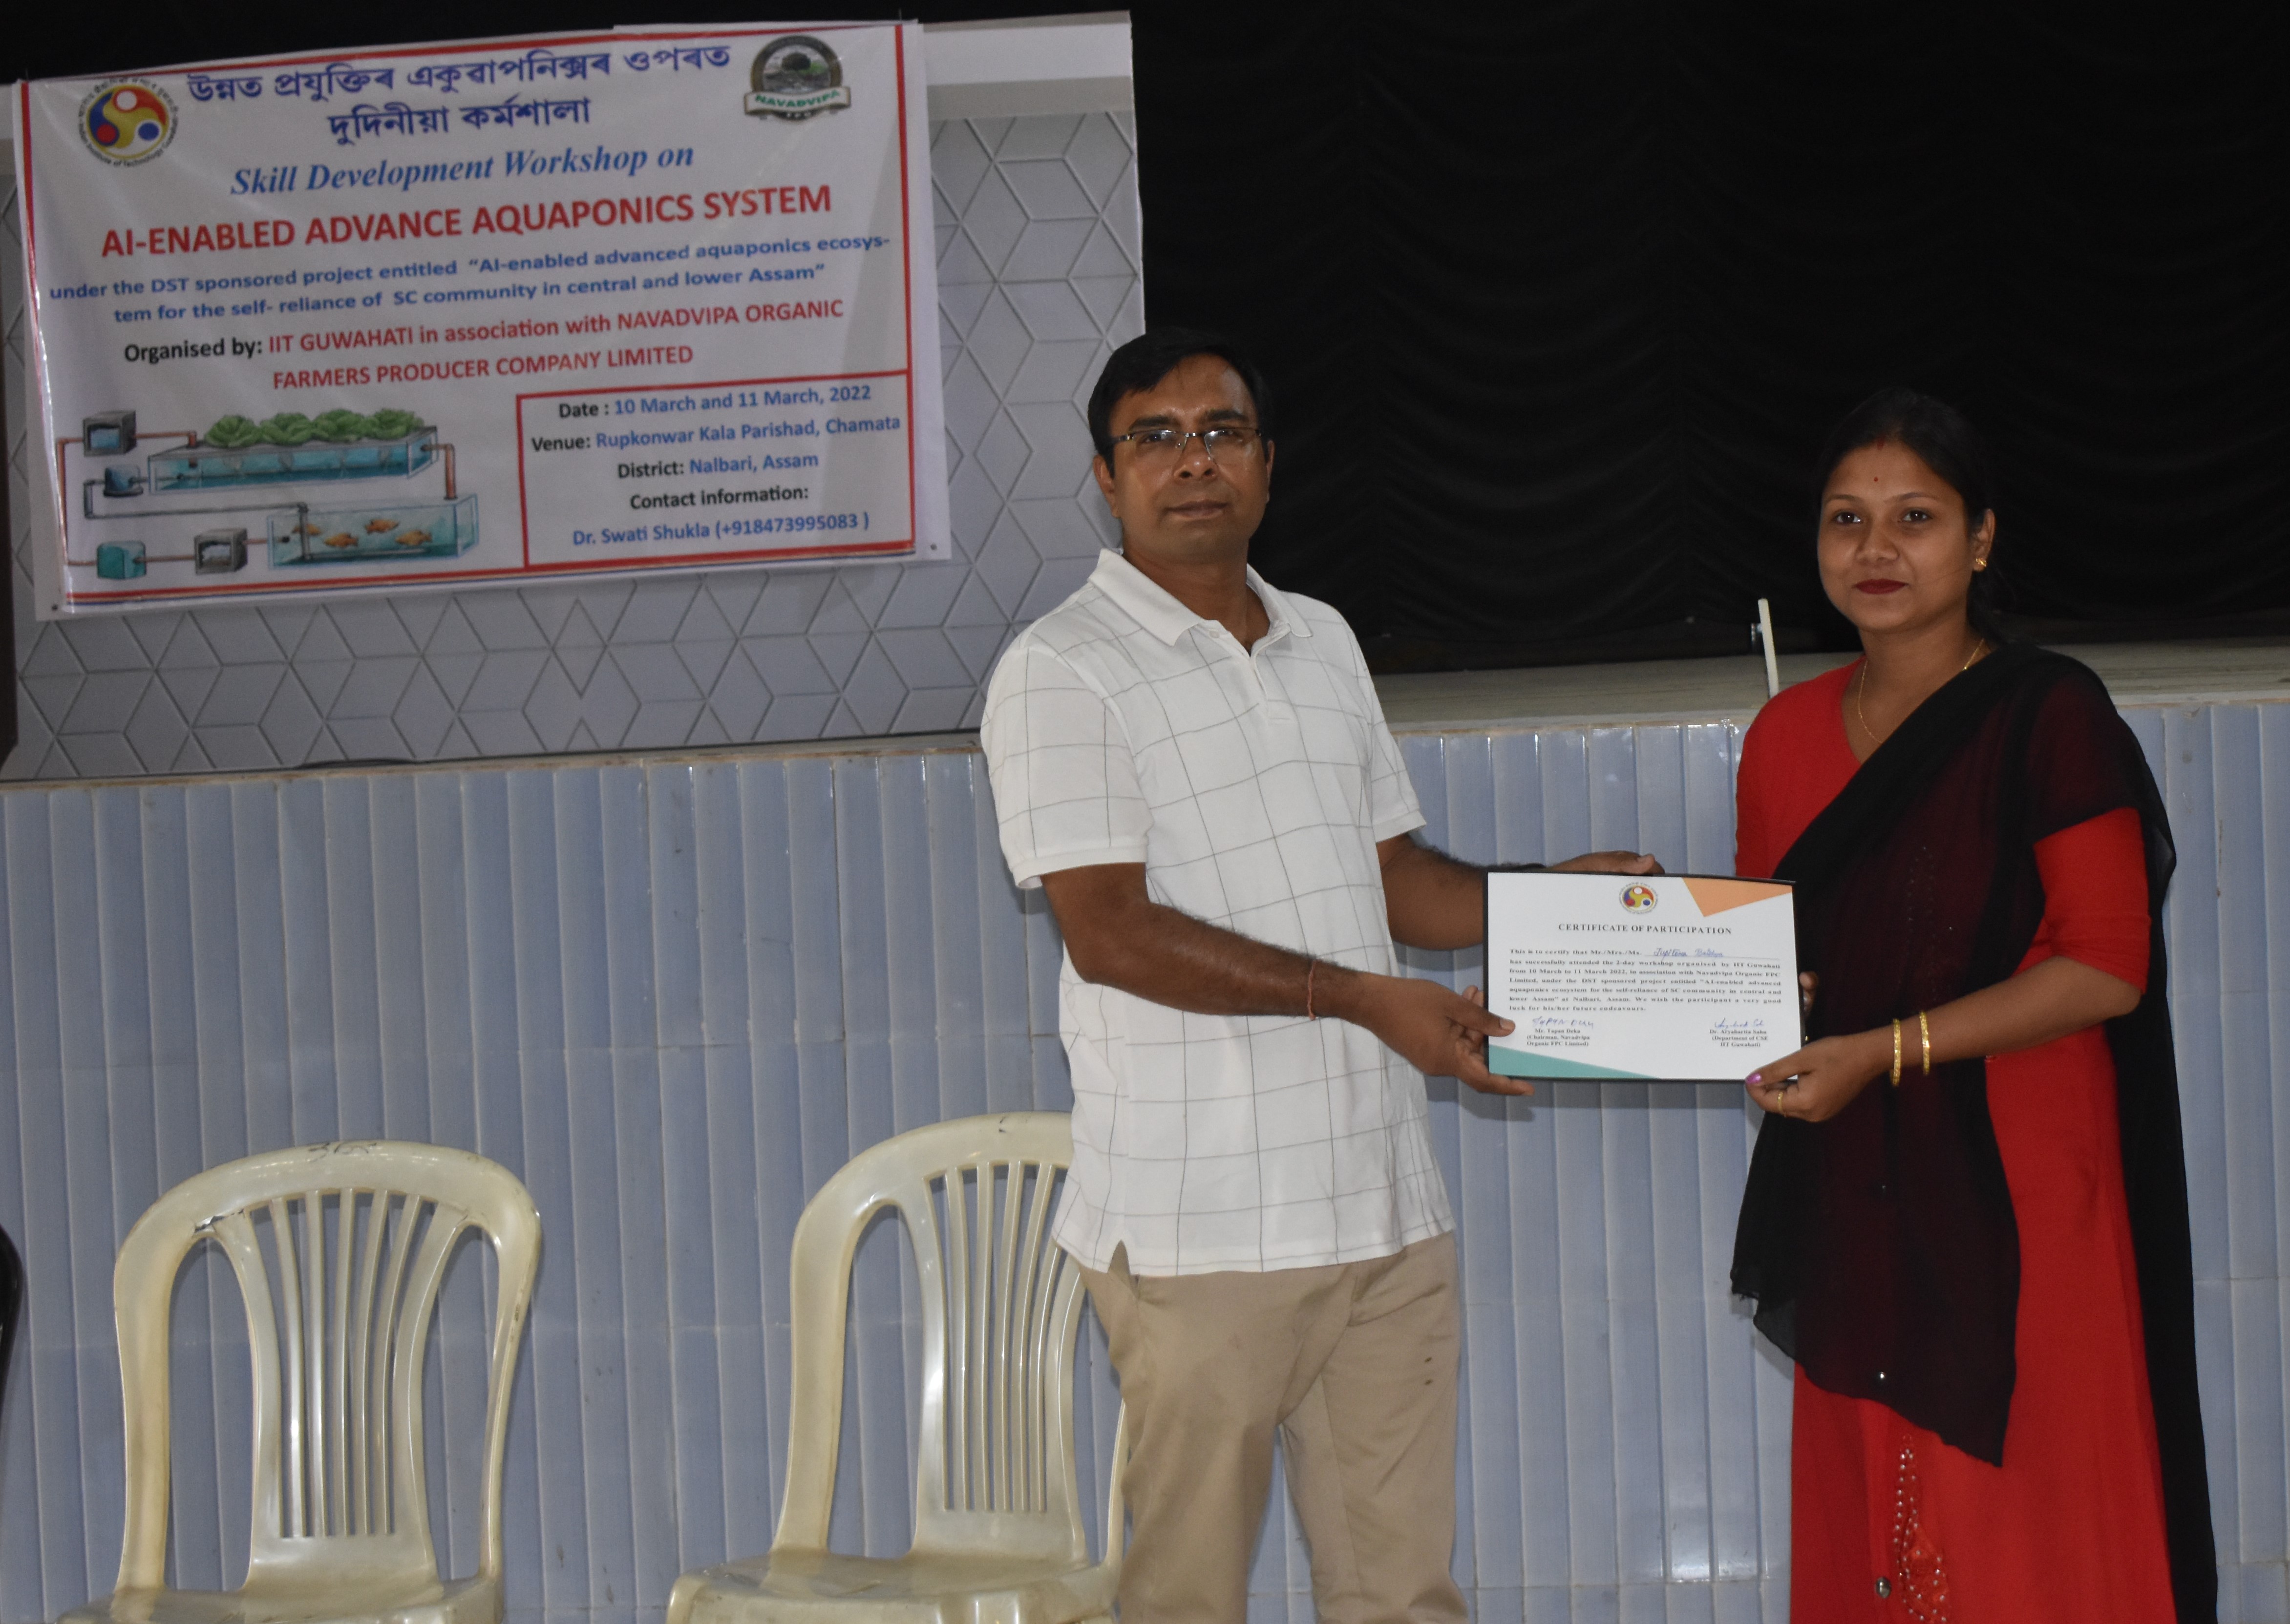 উন্নত প্ৰযুক্তিৰ একুৱাপনিক্সৰ ওপৰত
দুদিনীয়া কৰ্মশালা
NAVADVIPA
F.P.C
Skill Development Workshop on
AI-ENABLED ADVANCE AQUAPONICS SYSTEM
under the DST sponsored project entitled “AI-enabled advanced aquaponics ecosys-
tem for the self- reliance of SC community in central and lower Assam”
Organised by: IIT GUWAHATI in association with NAVADVIPA ORGANIC
FARMERS PRODUCER COMPANY LIMITED
Date : 10 March and 11 March, 2022
Venue: Rupkonwar Kala Parishad, Chamata
District: Nalbari, Assam
Contact information:
Dr. Swati Shukla (+918473995083 )
CERTIFICATE OF PARTICIPATION
This is to certify that Mr./Mrs./Ms.
has successfully attended the 2-day workshop organised by IIT Guwahati
from 10 March to 11 March 2022, in association with Navadvipa Organic FPC
Limited, under the DST sponsored project entitled "AI-enabled advanced
aquaponics ecosystem for the self-reliance of SC community in central and
lower Assam" at Nalbari, Assam. We wish the participant a very good
luck for his/her future endeavours.
Mr. Tapan Deka
(Chairman, Navadvipa
Organic FPC Limited)
Dr. Aryabartta Sahu
(Department of CSE
IIT Guwahati)